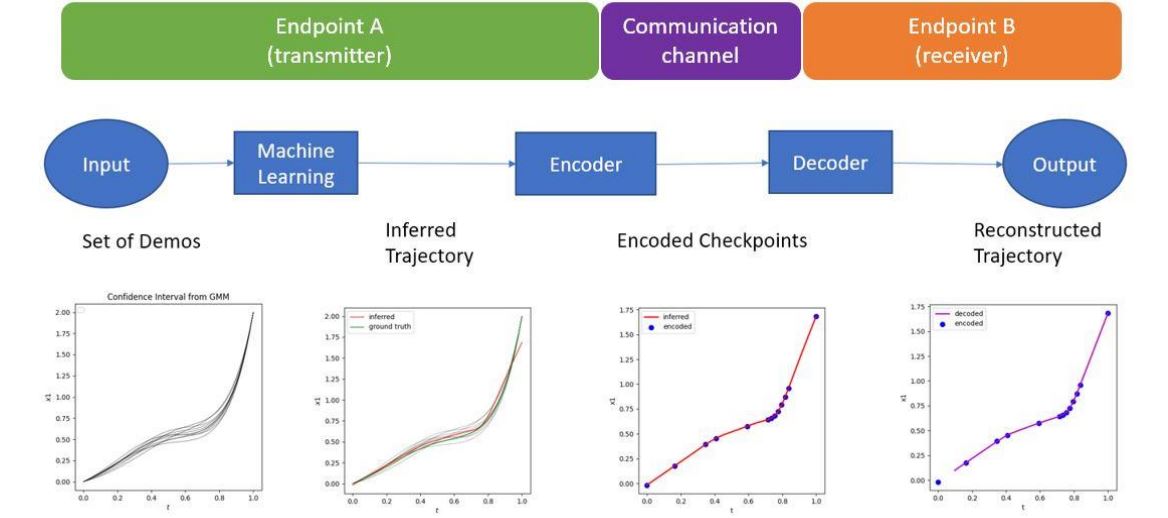 Endpoint A
(transmitter)
Communication
channel
Endpoint B
(receiver)
Input
Machine
Learning
Encoder
Decoder
Output
Set of Demos
Inferred
Trajectory
Encoded Checkpoints
Reconstructed
Trajectory
Confidence Interval from GMM
2.00
1.75
1.50
1.25
1.00
0.75
0.50
0.25
0.00
x1
0.0 0.2 0.4 0.6 0.8 1.0
t
inferred
ground truth
2.00
1.75
1.50
1.25
1.00
0.75
0.50
0.25
0.00
x1
0.0 0.2 0.4 0.6 0.8 1.0
t
inferred
encoded
1.75
1.50
1.25
1.00
0.75
0.50
0.25
0.00
x1
0.0 0.2 0.4 0.6 0.8 1.0
t
decoded
encoded
1.75
1.50
1.25
1.00
0.75
0.50
0.25
0.00
x1
0.0 0.2 0.4 0.6 0.8 1.0
t